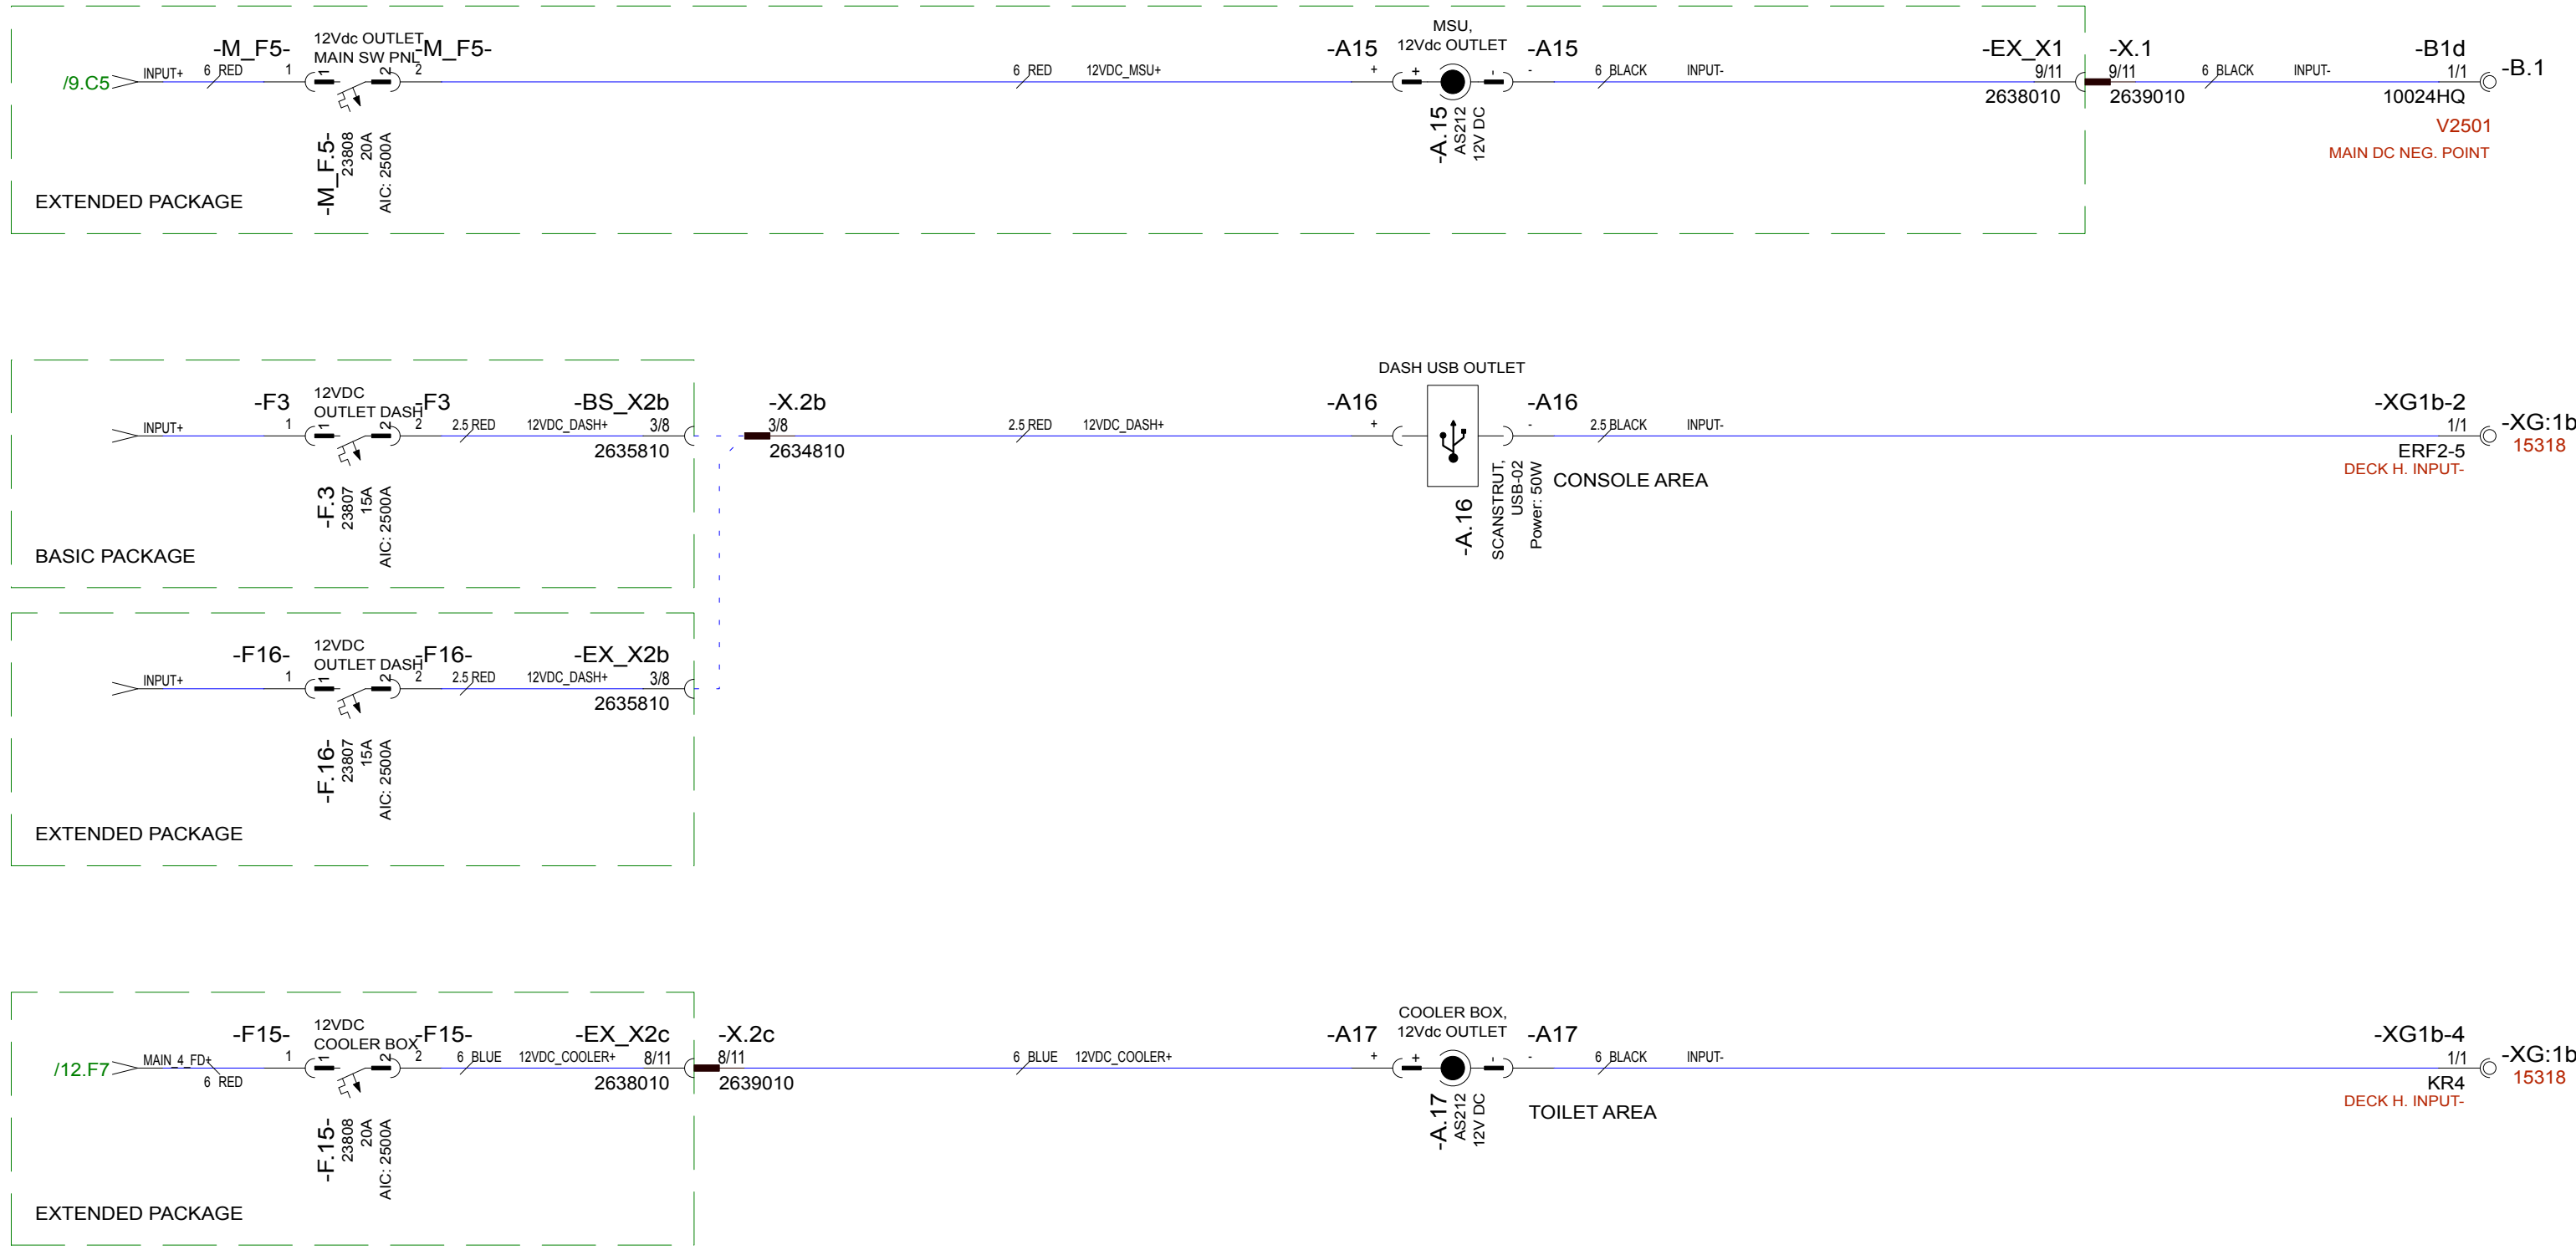 /9.C5
INPUT+
6 RED
-M_F5-
1
12Vdc OUTLET
MAIN SW PNL
1
2
-M_F5-
2
-M_F.5-
23808
20A
AIC: 2500A
EXTENDED PACKAGE
6 RED
12VDC_MSU+
-A15
+
MSU,
12Vdc OUTLET
+
-
-A15
-
-A.15
AS212
12V DC
6 BLACK
INPUT-
-EX_X1
9/11
2638010
-X.1
9/11
2639010
6 BLACK
INPUT-
-B1d
1/1
10024HQ
-B.1
V2501
MAIN DC NEG. POINT
INPUT+
-F3
1
12VDC
OUTLET DASH
1
2
-F3
2
-F.3
23807
15A
AIC: 2500A
2.5 RED
12VDC_DASH+
-BS_X2b
3/8
2635810
BASIC PACKAGE
-X.2b
3/8
2634810
2.5 RED
12VDC_DASH+
-A16
+
DASH USB OUTLET
-A16
-
-A.16
SCANSTRUT,
USB-02
Power: 50W
CONSOLE AREA
2.5 BLACK
INPUT-
-XG1b-2
1/1
ERF2-5
DECK H. INPUT-
-XG:1b
15318
INPUT+
-F16-
1
12VDC
OUTLET DASH
1
2
-F16-
2
-F.16-
23807
15A
AIC: 2500A
2.5 RED
12VDC_DASH+
-EX_X2b
3/8
2635810
EXTENDED PACKAGE
/12.F7
MAIN_4_FD+
6 RED
-F15-
1
12VDC
COOLER BOX
1
2
-F15-
2
-F.15-
23808
20A
AIC: 2500A
6 BLUE
12VDC_COOLER+
-EX_X2c
8/11
2638010
EXTENDED PACKAGE
-X.2c
8/11
2639010
6 BLUE
12VDC_COOLER+
-A17
+
COOLER BOX,
12Vdc OUTLET
+
-
-A17
-
-A.17
AS212
12V DC
TOILET AREA
6 BLACK
INPUT-
-XG1b-4
1/1
KR4
DECK H. INPUT-
-XG:1b
15318